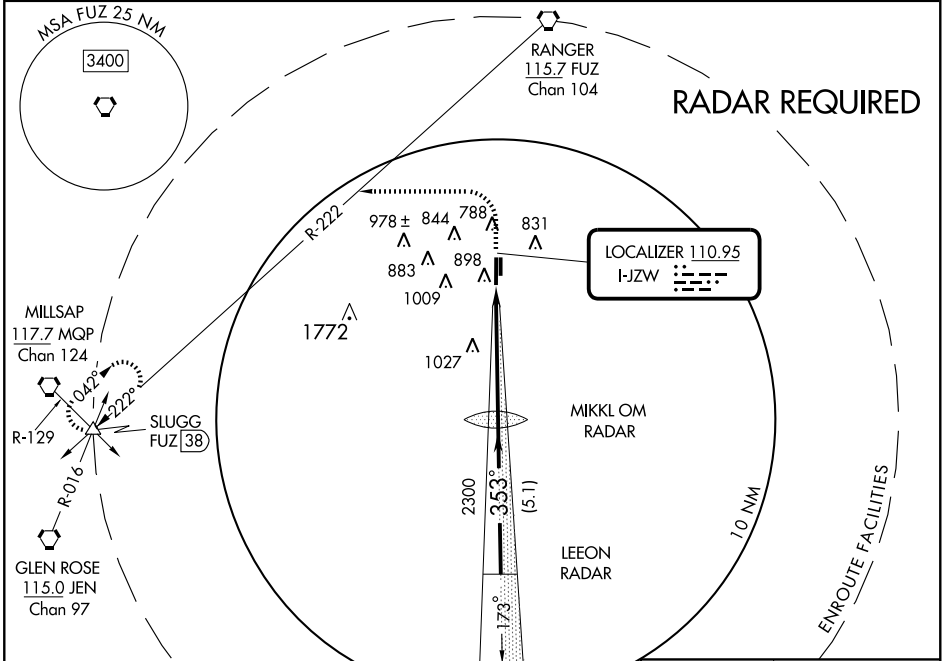 MSA FUZ 25 NM
3400
RANGER
115.7 FUZ
Chan 104
RADAR REQUIRED
R-222
978 ±
844
788
831
883
898
1009
LOCALIZER 110.95
I-JZW
1772
1027
MILLSAP
117.7 MQP
Chan 124
042°
222°
R-129
SLUGG
FUZ 38
R-016
GLEN ROSE
115.0 JEN
Chan 97
MIKKL OM
RADAR
2300
353°
(5.1)
LEEON
RADAR
173°
10 NM
ENROUTE FACILITIES